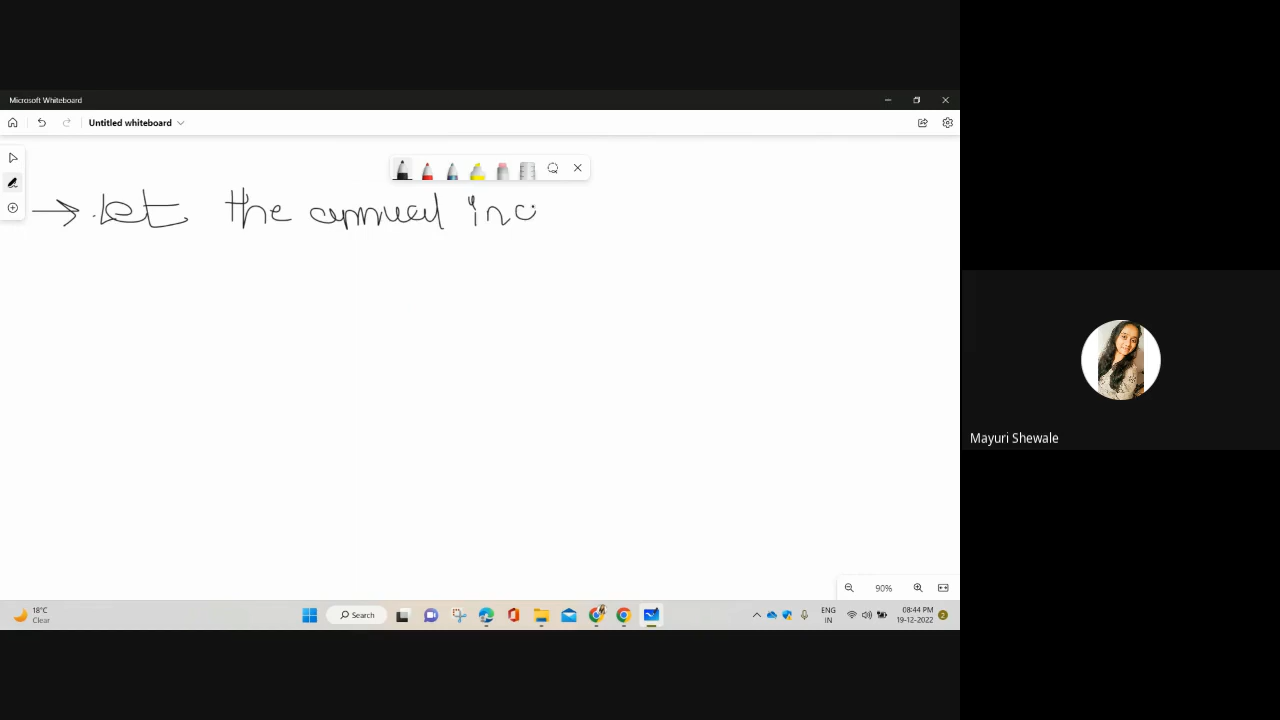 Microsoft Whiteboard
Untitled whiteboard
→ Let the annual inc
Mayuri Shewale
90%
18°C
Clear
Search
ENG
IN
08:44 PM
19-12-2022
2